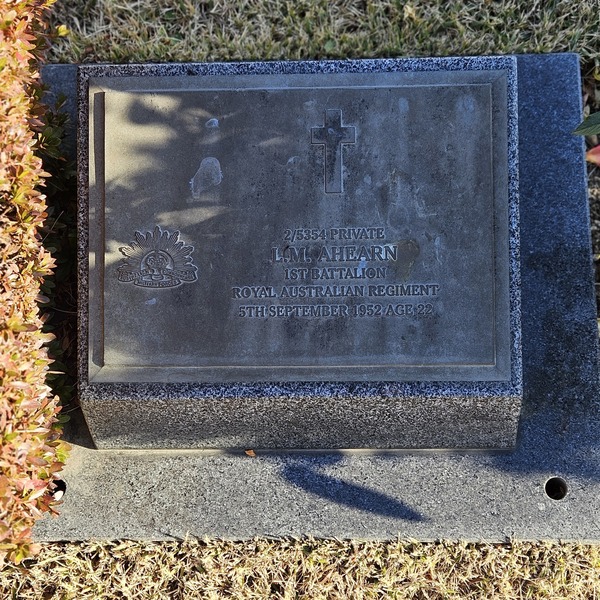 2/5354 PRIVATE
L.M. AHEARN
1ST BATTALION
ROYAL AUSTRALIAN REGIMENT
5TH SEPTEMBER 1952 AGE 22